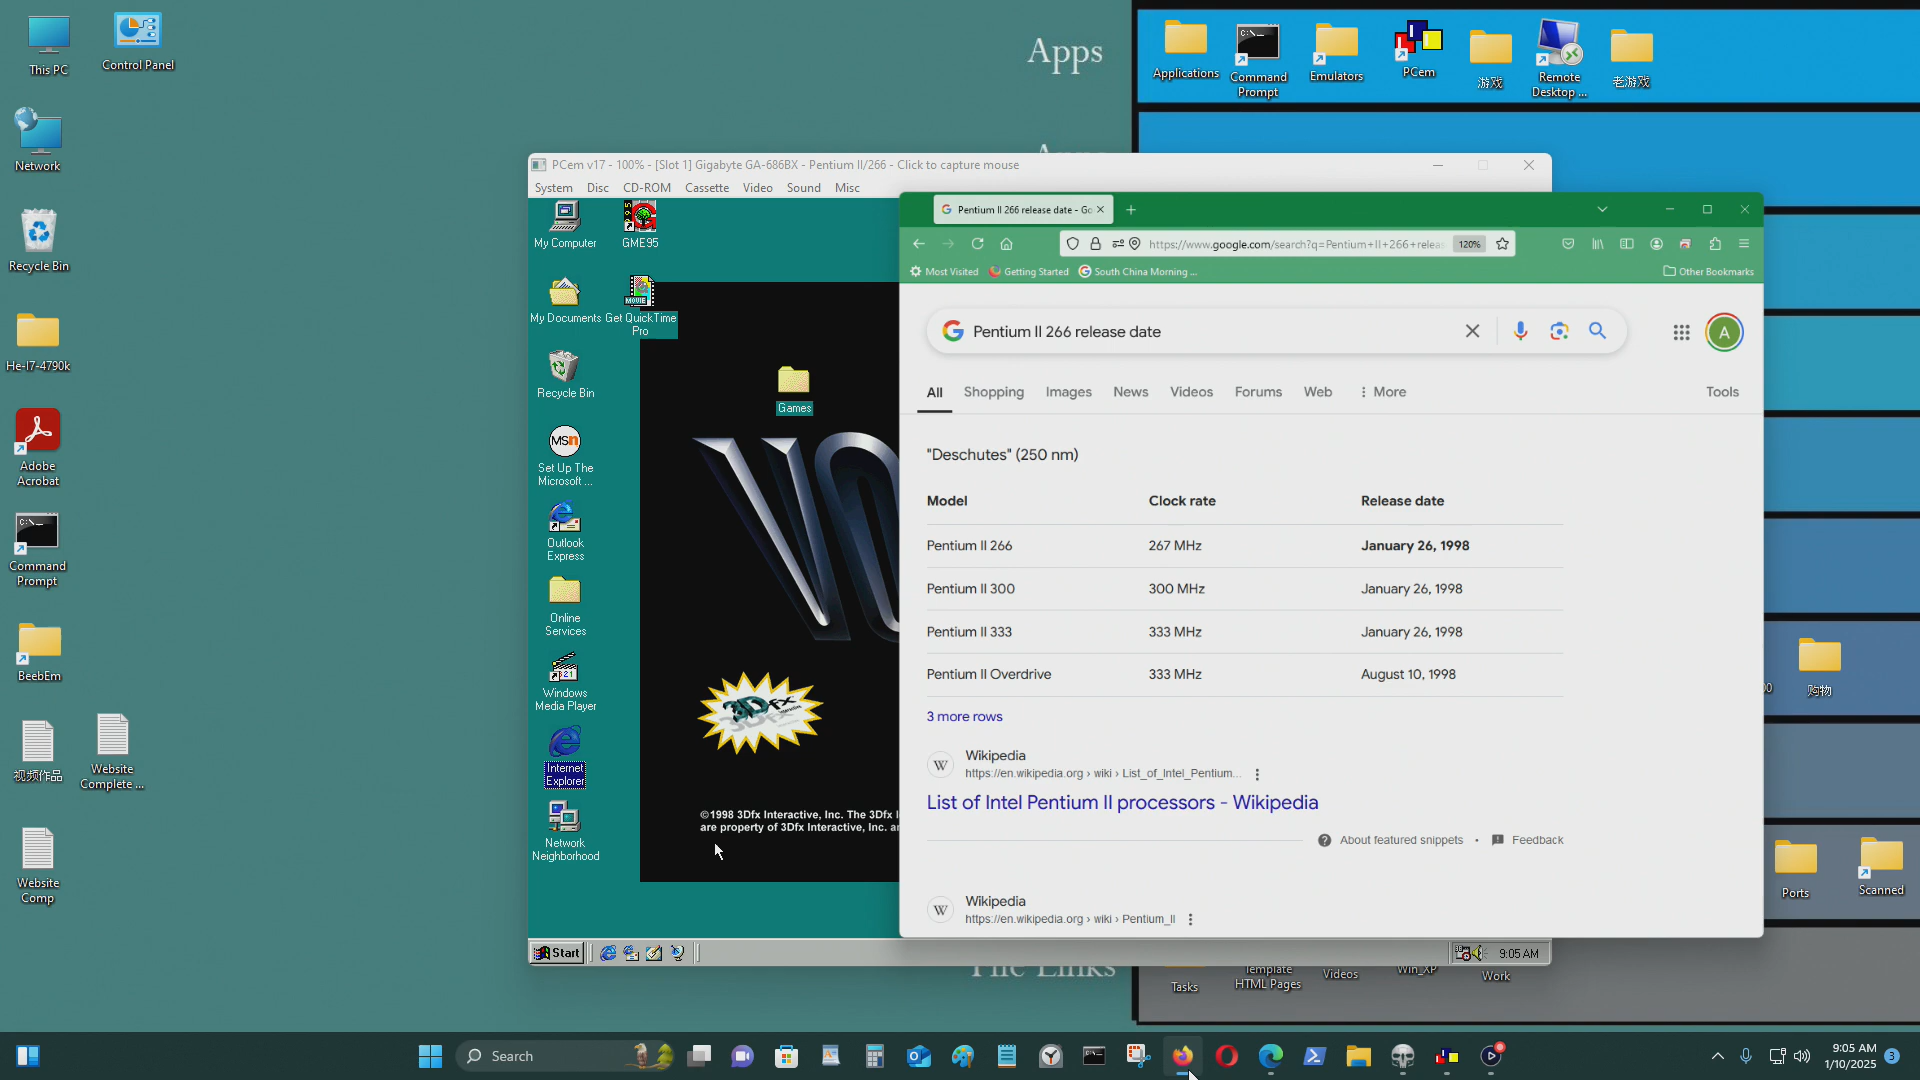 This PC
Control Panel
Network
Recycle Bin
He-I7-4790k
Adobe
Acrobat
Command
Prompt
BeebEm
视频作品
Website
Complete ...
Website
Comp
Apps
Applications
Command
Prompt
Emulators
PCem
游戏
Remote
Desktop ...
老游戏
PCem v17 - 100% - [Slot 1] Gigabyte GA-686BX - Pentium II/266 - Click to capture mouse
System Disc CD-ROM Cassette Video Sound Misc
My Computer
GME95
My Documents
MOVIE
Get QuickTime
Pro
Recycle Bin
Games
msn
Set Up The
Microsoft ...
Outlook
Express
Online
Services
Windows
Media Player
Internet
Explorer
Network
Neighborhood
3Dfx
©1998 3Dfx Interactive, Inc. The 3Dfx
are property of 3Dfx Interactive, Inc.
Start
9:05 AM
Pentium II 266 release date - Go
https://www.google.com/search?q=Pentium+II+266+relea
120%
Most Visited
Getting Started
South China Morning ...
Other Bookmarks
Pentium II 266 release date
A
All Shopping Images News Videos Forums Web More Tools
"Deschutes" (250 nm)
Model Clock rate Release date
Pentium II 266 267 MHz January 26, 1998
Pentium II 300 300 MHz January 26, 1998
Pentium II 333 333 MHz January 26, 1998
Pentium II Overdrive 333 MHz August 10, 1998
3 more rows
W
Wikipedia
https://en.wikipedia.org › wiki › List_of_Intel_Pentium...
List of Intel Pentium II processors - Wikipedia
About featured snippets • Feedback
W
Wikipedia
https://en.wikipedia.org › wiki › Pentium_II
购物
Ports
Scanned
Tasks
Template
HTML Pages
Videos
Win_XP
Work
Search
9:05 AM
1/10/2025
3